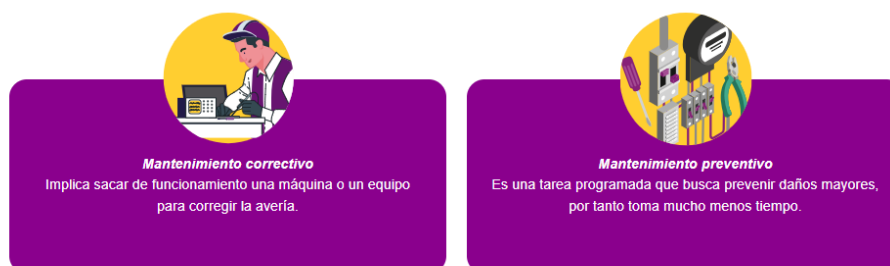 Mantenimiento correctivo
Implica sacar de funcionamiento una máquina o un equipo
para corregir la avería.
Mantenimiento preventivo
Es una tarea programada que busca prevenir daños mayores,
por tanto toma mucho menos tiempo.